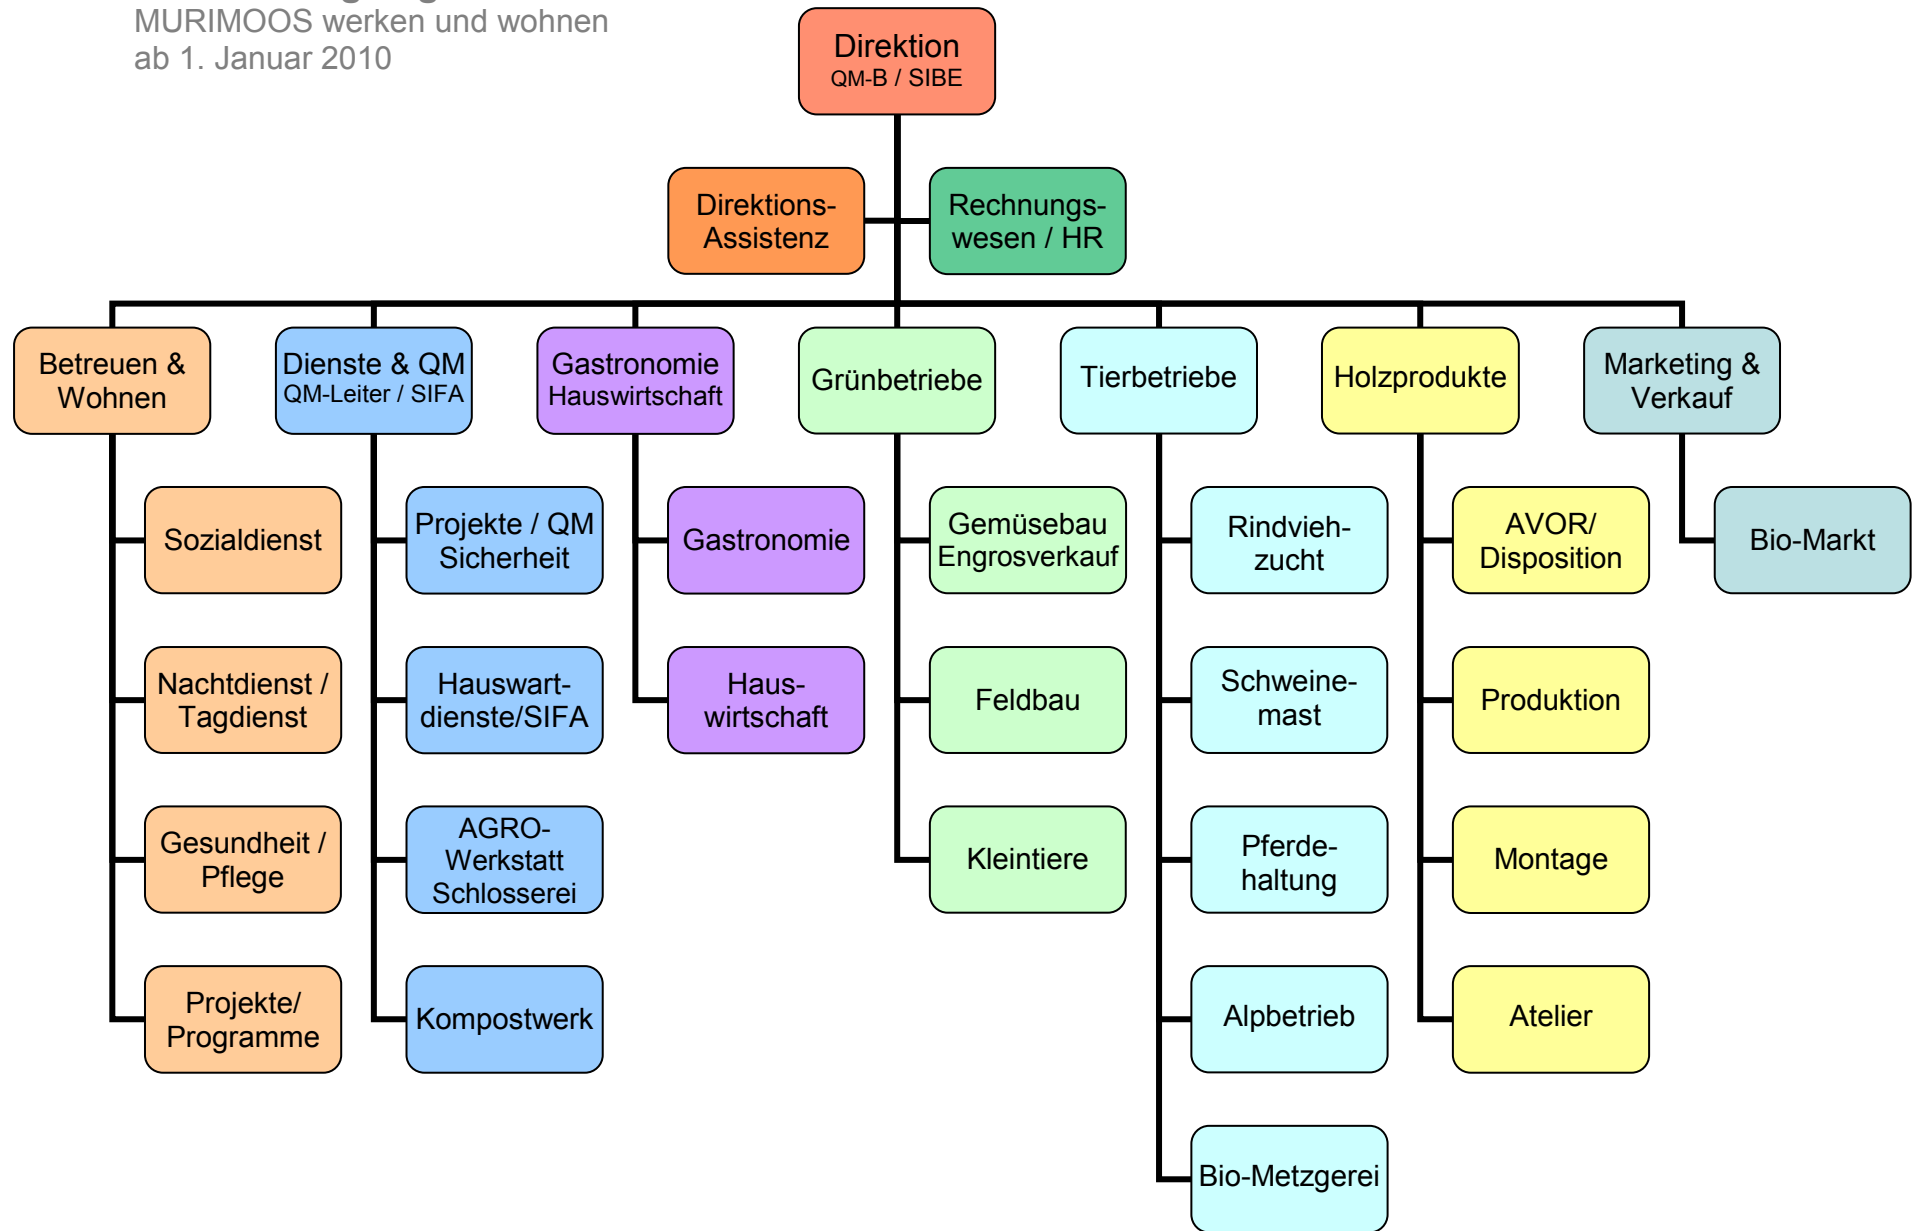 MURIMOOS werken und wohnen
ab 1. Januar 2010
Direktion
QM-B / SIBE
Direktions-
Assistenz
Rechnungs-
wesen / HR
Betreuen &
Wohnen
Dienste & QM
QM-Leiter / SIFA
Gastronomie
Hauswirtschaft
Grünbetriebe
Tierbetriebe
Holzprodukte
Marketing &
Verkauf
Sozialdienst
Projekte / QM
Sicherheit
Gastronomie
Gemüsebau
Engrosverkauf
Rindvieh-
zucht
AVOR/
Disposition
Bio-Markt
Nachtdienst /
Tagdienst
Hauswart-
dienste/SIFA
Haus-
wirtschaft
Feldbau
Schweine-
mast
Produktion
Gesundheit /
Pflege
AGRO-
Werkstatt
Schlosserei
Kleintiere
Pferde-
haltung
Montage
Projekte/
Programme
Kompostwerk
Alpbetrieb
Atelier
Bio-Metzgerei